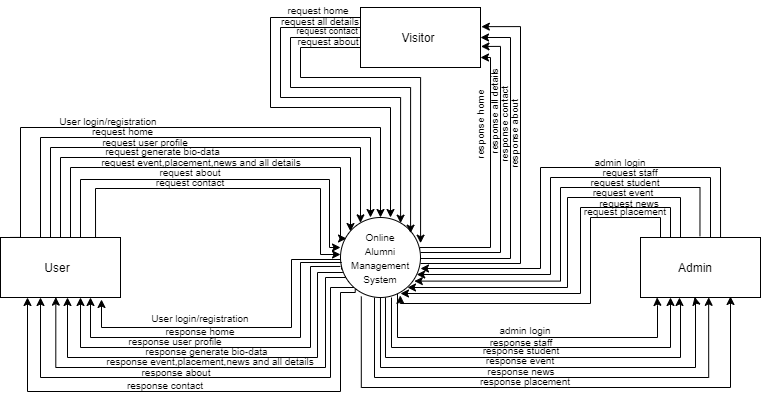 request home
request all details
request contact
request about
Visitor
response home
response all details
response contact
response about
User login/registration
request home
request user profile
request generate bio-data
request event,placement,news and all details
request about
request contact
admin login
request staff
request student
request event
request news
request placement
Online
Alumni
Management
System
User
Admin
User login/registration
response home
response user profile
response generate bio-data
response event,placement,news and all details
response about
response contact
admin login
response staff
response student
response event
response news
response placement